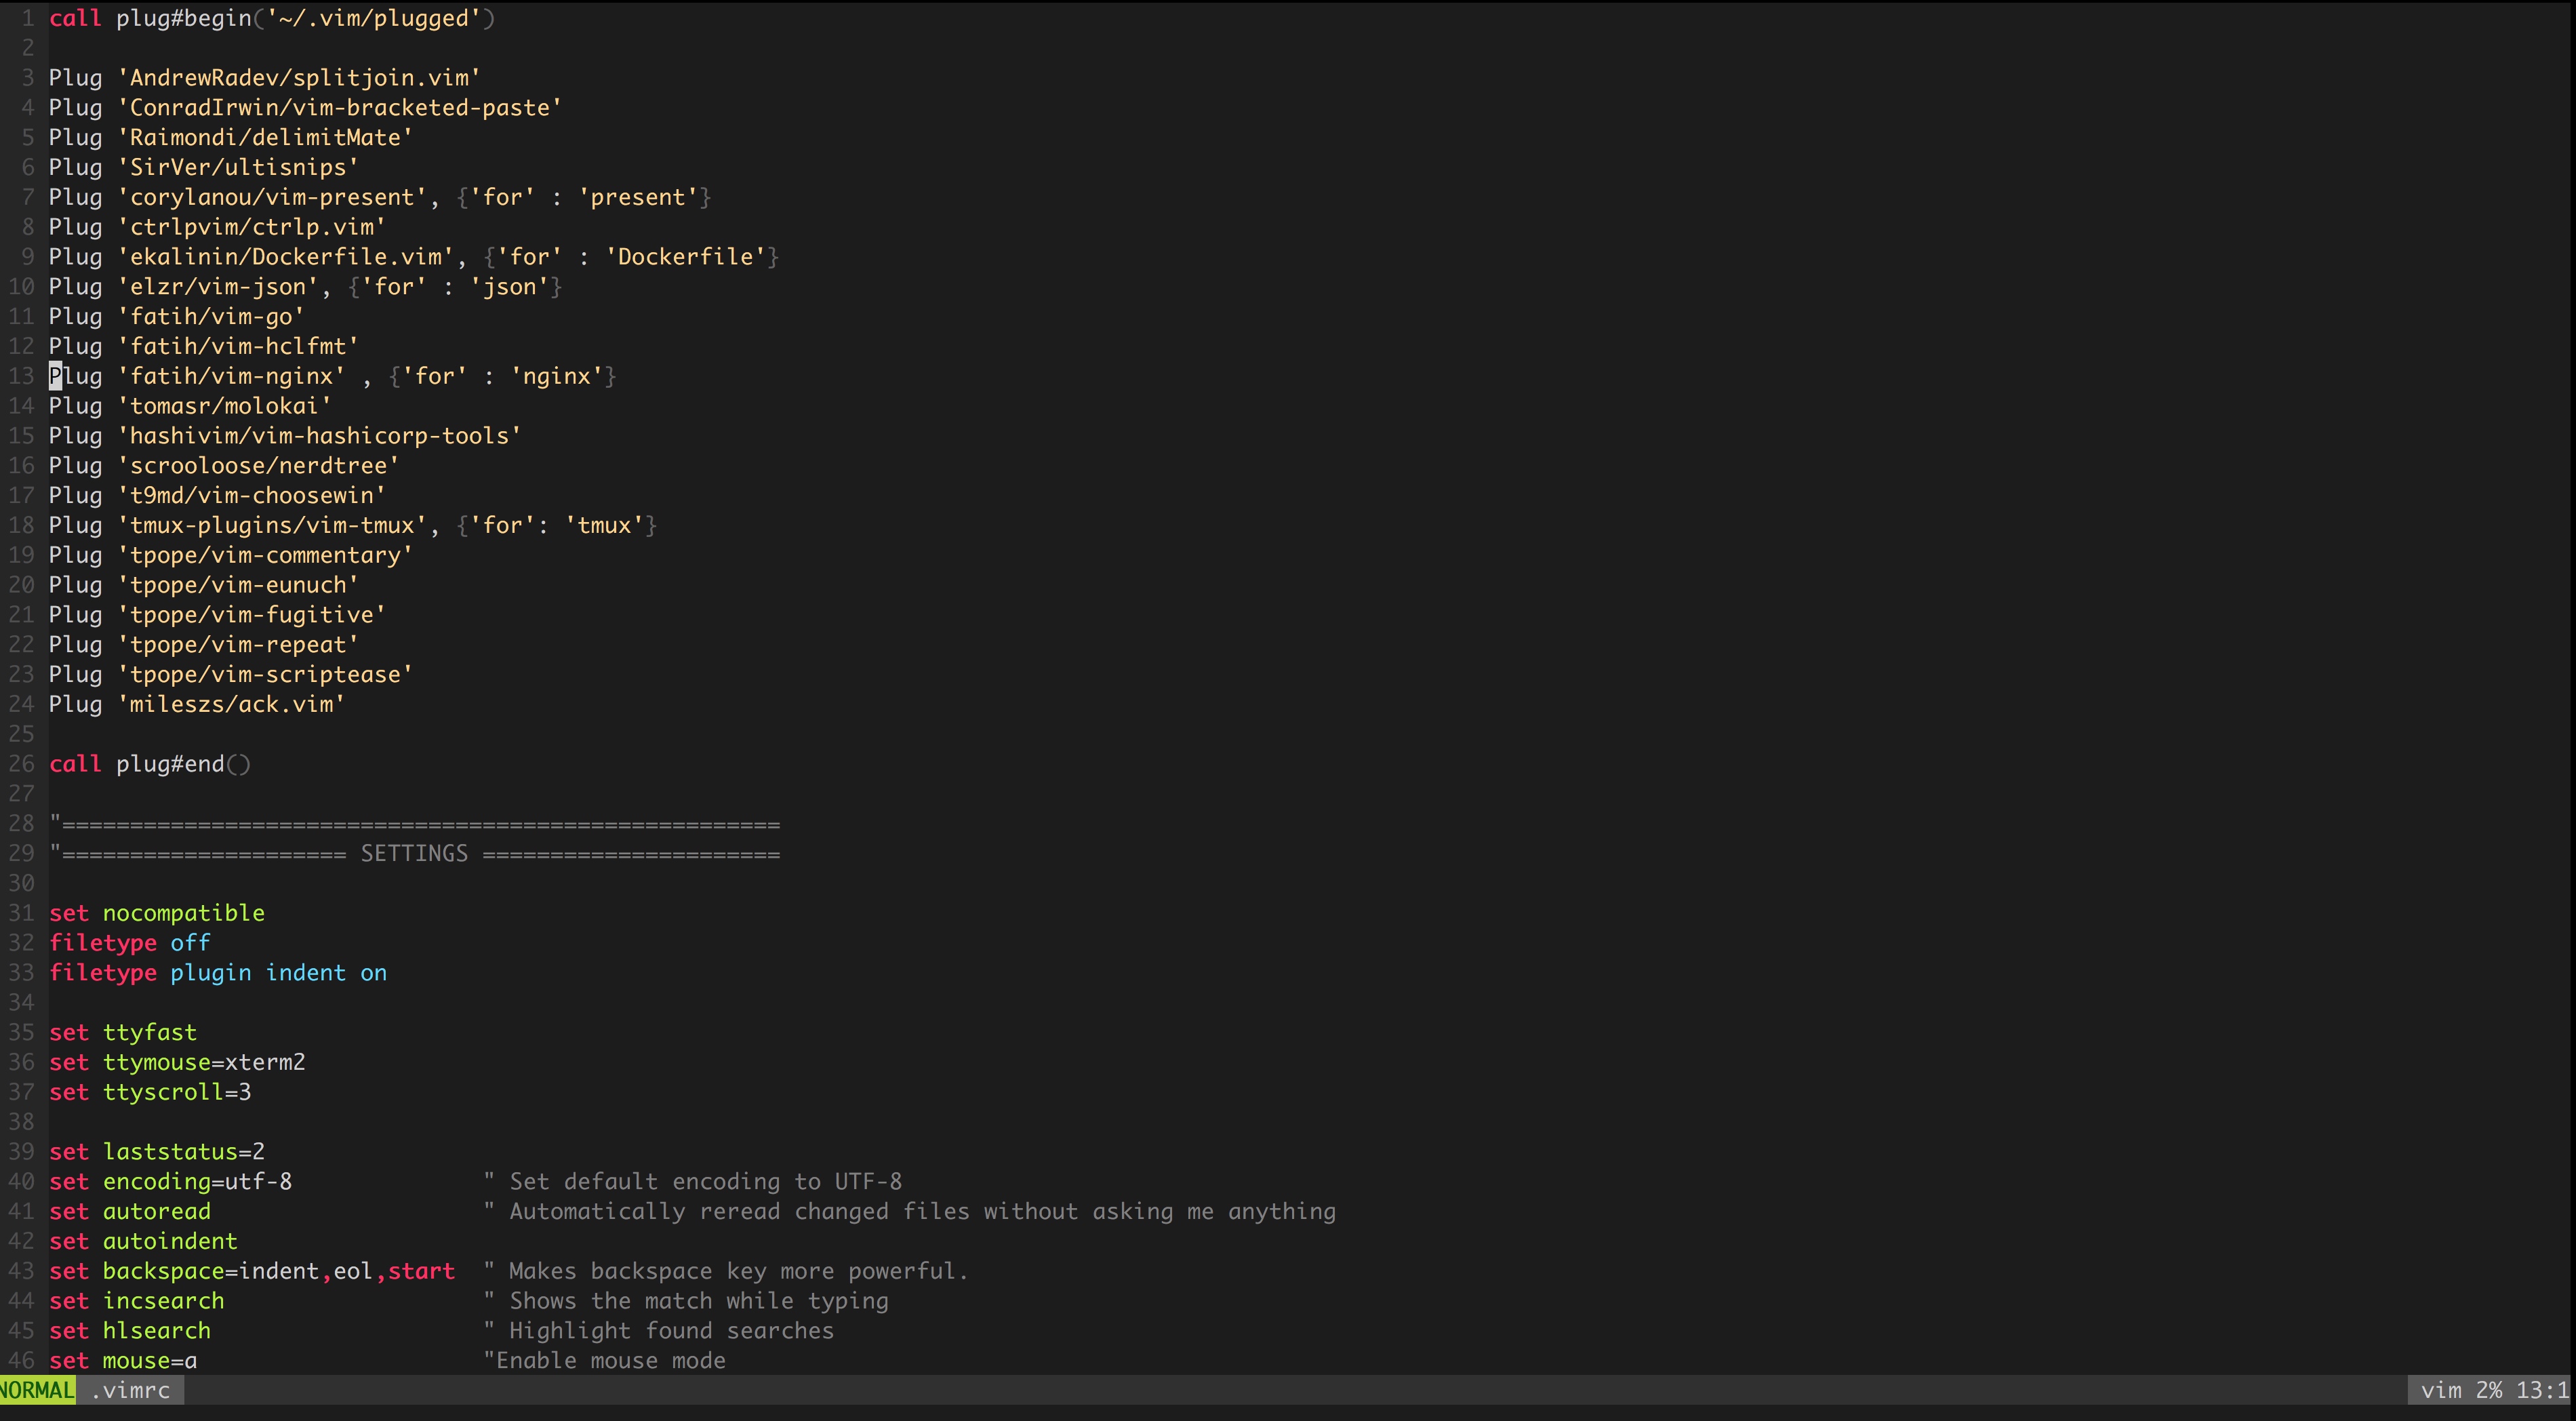 1 call plug#begin('~/.vim/plugged')
2
3 Plug 'AndrewRadev/splitjoin.vim'
4 Plug 'ConradIrwin/vim-bracketed-paste'
5 Plug 'Raimondi/delimitMate'
6 Plug 'SirVer/ultisnips'
7 Plug 'corylanou/vim-present', {'for' : 'present'}
8 Plug 'ctrlpvim/ctrlp.vim'
9 Plug 'ekalinin/Dockerfile.vim', {'for' : 'Dockerfile'}
10 Plug 'elzr/vim-json', {'for' : 'json'}
11 Plug 'fatih/vim-go'
12 Plug 'fatih/vim-hclfmt'
13 Plug 'fatih/vim-nginx' , {'for' : 'nginx'}
14 Plug 'tomasr/molokai'
15 Plug 'hashivim/vim-hashicorp-tools'
16 Plug 'scrooloose/nerdtree'
17 Plug 't9md/vim-choosewin'
18 Plug 'tmux-plugins/vim-tmux', {'for': 'tmux'}
19 Plug 'tpope/vim-commentary'
20 Plug 'tpope/vim-eunuch'
21 Plug 'tpope/vim-fugitive'
22 Plug 'tpope/vim-repeat'
23 Plug 'tpope/vim-scriptease'
24 Plug 'mileszs/ack.vim'
25
26 call plug#end()
27
28 "=====================================================
29 "===================== SETTINGS ======================
30
31 set nocompatible
32 filetype off
33 filetype plugin indent on
34
35 set ttyfast
36 set ttymouse=xterm2
37 set ttyscroll=3
38
39 set laststatus=2
40 set encoding=utf-8              " Set default encoding to UTF-8
41 set autoread                    " Automatically reread changed files without asking me anything
42 set autoindent
43 set backspace=indent,eol,start  " Makes backspace key more powerful.
44 set incsearch                   " Shows the match while typing
45 set hlsearch                    " Highlight found searches
46 set mouse=a                     "Enable mouse mode
NORMAL .vimrc vim 2% 13:1